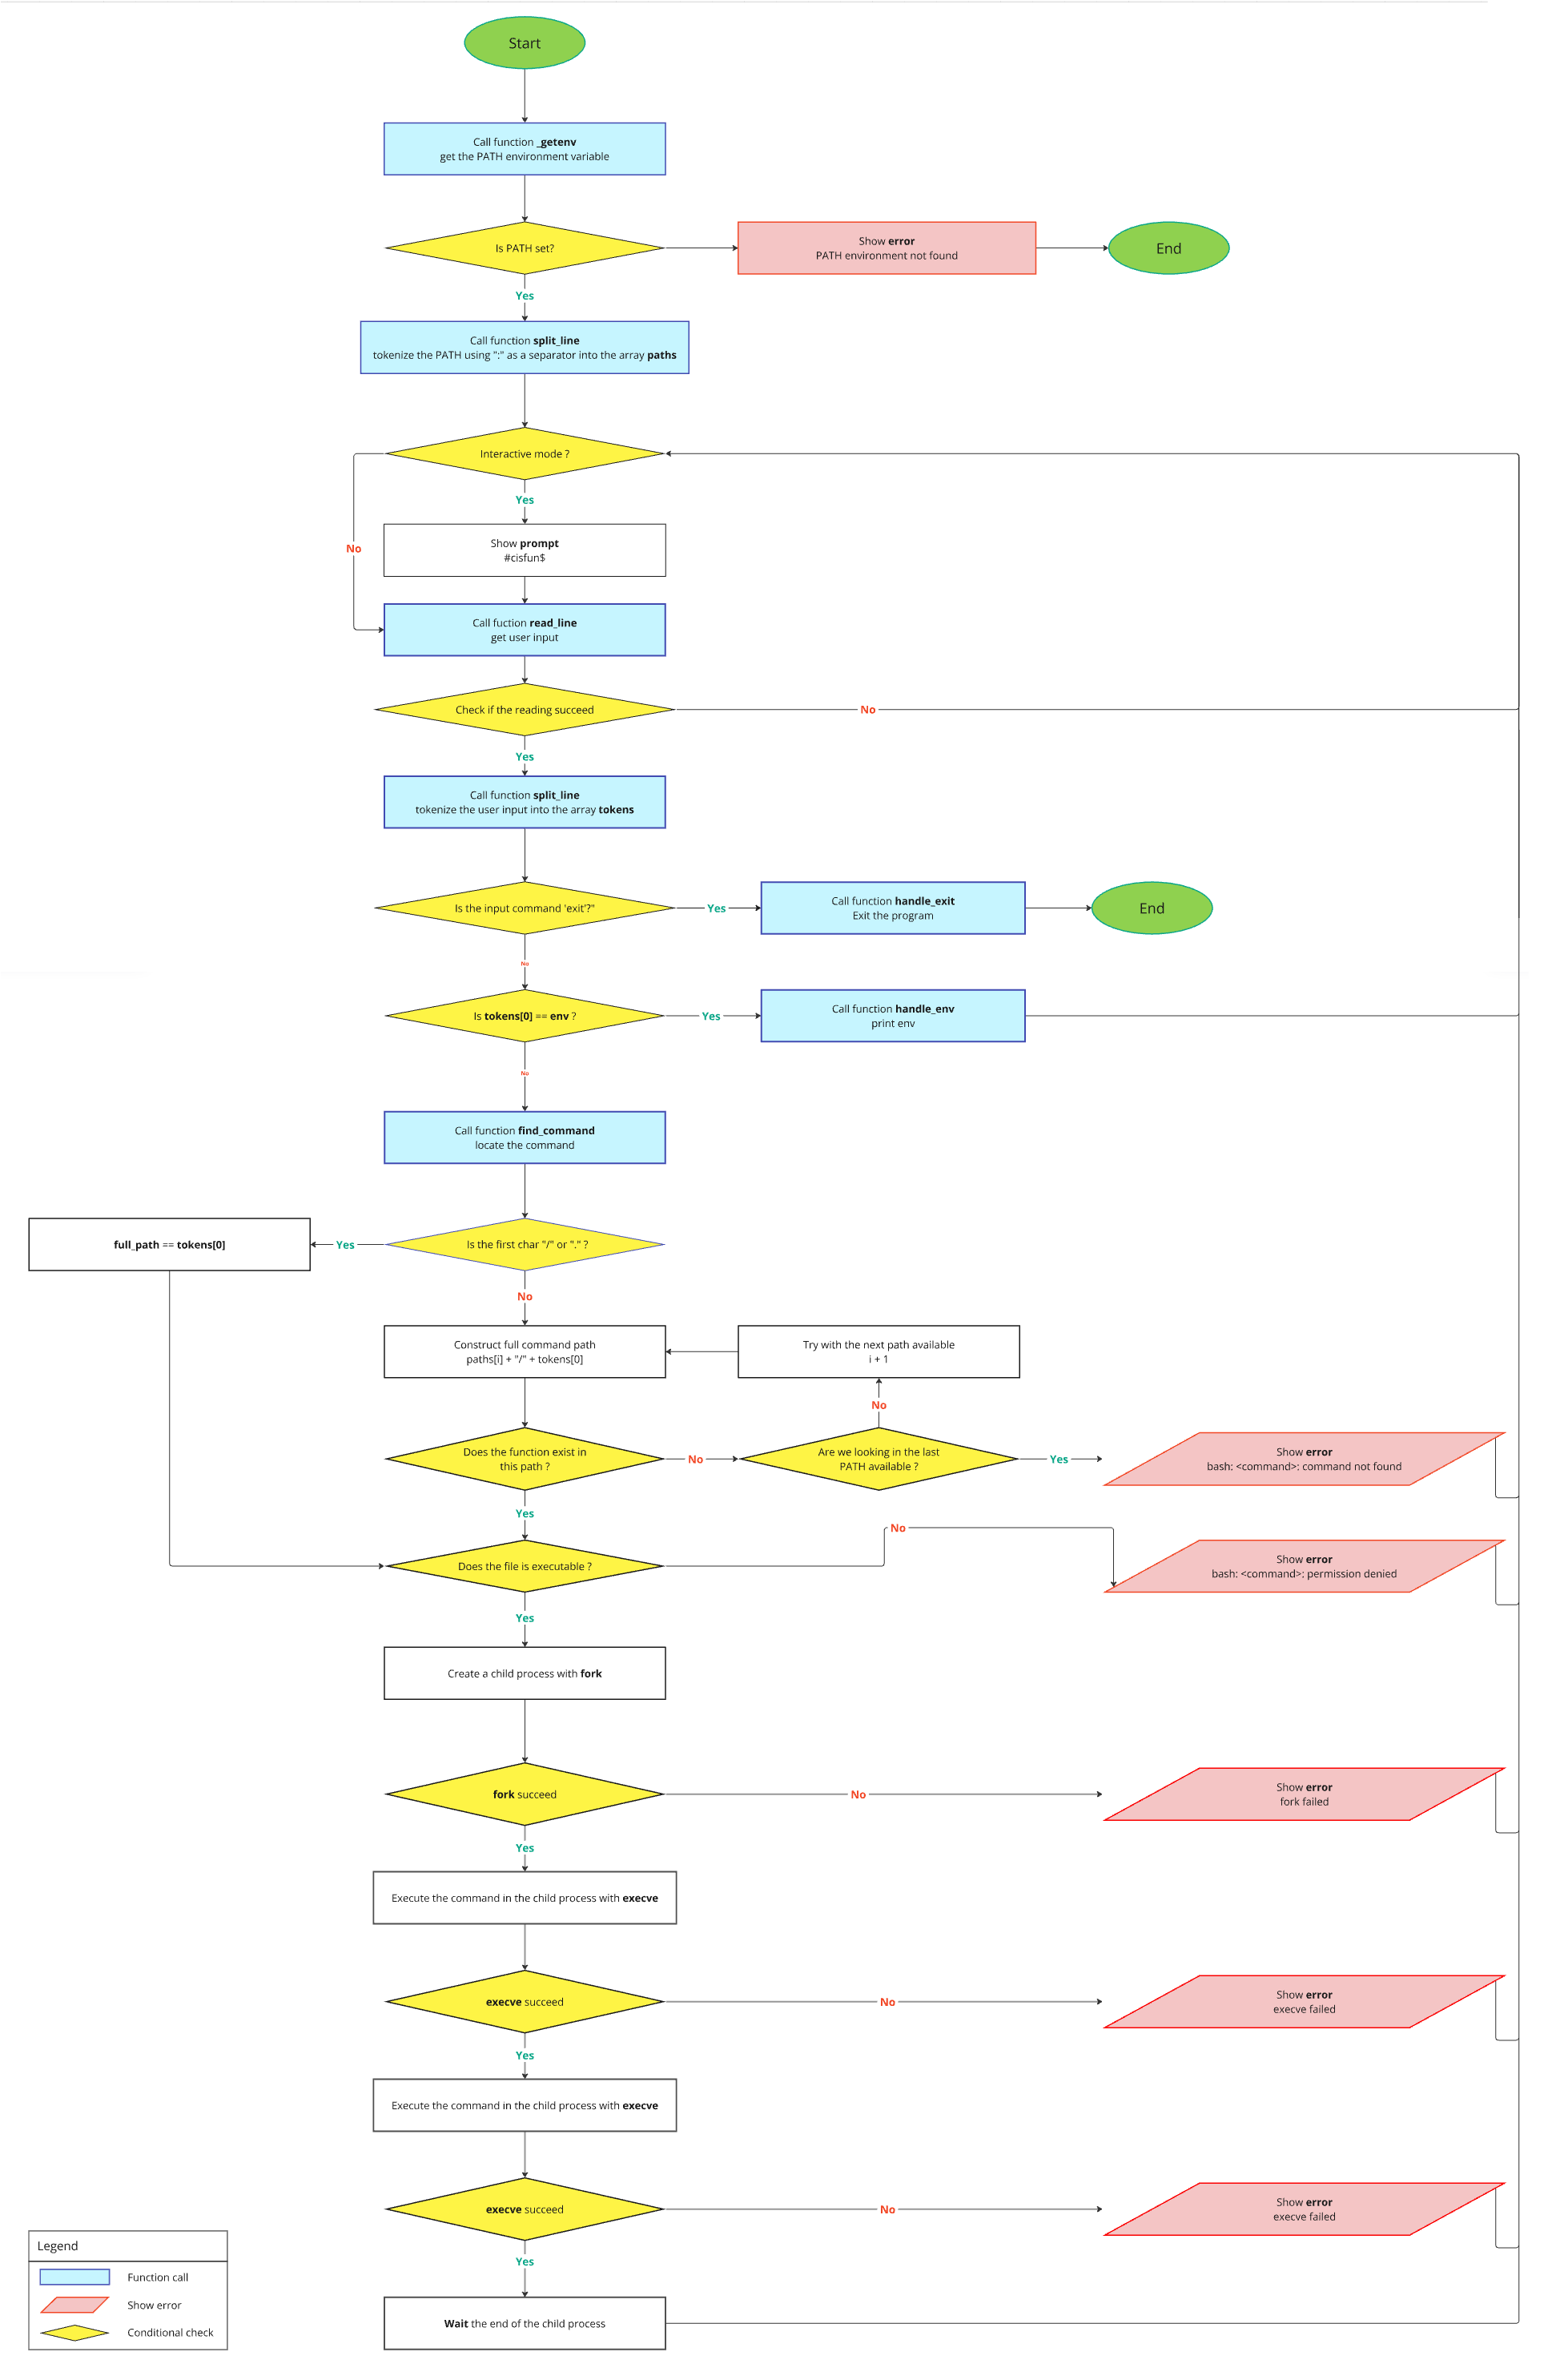 Start
Call function _getenv
get the PATH environment variable
Is PATH set?
Show error
PATH environment not found
End
Yes
Call function split_line
tokenize the PATH using ":" as a separator into the array paths
Interactive mode ?
Yes
No
Show prompt
#cisfun$
Call fuction read_line
get user input
Check if the reading succeed
No
Yes
Call function split_line
tokenize the user input into the array tokens
Is the input command 'exit'?"
Yes
Call function handle_exit
Exit the program
End
No
Is tokens[0] == env ?
Yes
Call function handle_env
print env
No
Call function find_command
locate the command
Is the first char "/" or "." ?
Yes
full_path == tokens[0]
No
Construct full command path
paths[i] + "/" + tokens[0]
Try with the next path available
i + 1
No
Does the function exist in
this path ?
No
Are we looking in the last
PATH available ?
Yes
Show error
bash: <command>: command not found
Yes
Does the file is executable ?
No
Show error
bash: <command>: permission denied
Yes
Create a child process with fork
fork succeed
No
Show error
fork failed
Yes
Execute the command in the child process with execve
execve succeed
No
Show error
execve failed
Yes
Execute the command in the child process with execve
execve succeed
No
Show error
execve failed
Yes
Wait the end of the child process
Legend
Function call
Show error
Conditional check